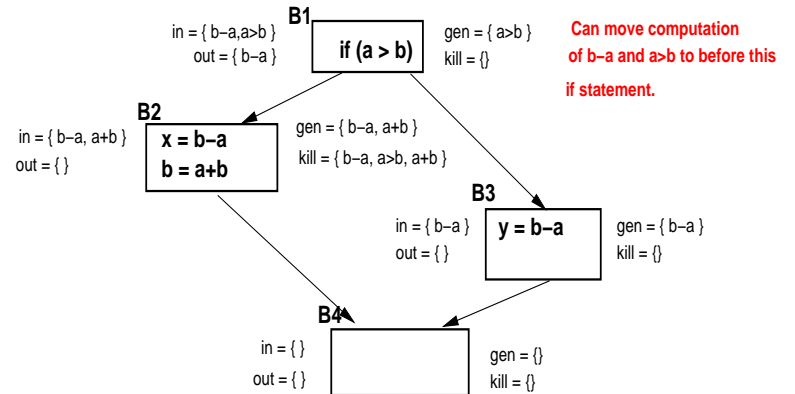 B1
in = { b−a,a>b }
out = { b−a }
if (a > b)
gen = { a>b }
kill = {}
Can move computation
of b−a and a>b to before this
if statement.
B2
in = { b−a, a+b }
out = { }
x = b−a
b = a+b
gen = { b−a, a+b }
kill = { b−a, a>b, a+b }
B3
in = { b−a }
out = { }
y = b−a
gen = { b−a }
kill = {}
B4
in = { }
out = { }
gen = {}
kill = {}